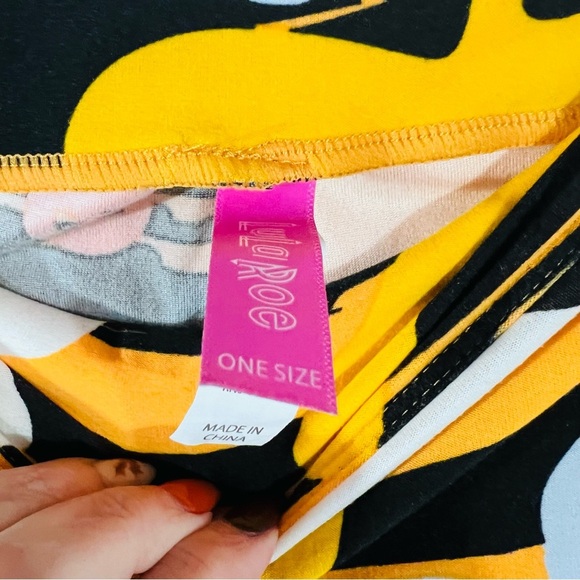 LuLaRoe
ONE SIZE
MADE IN
CHINA